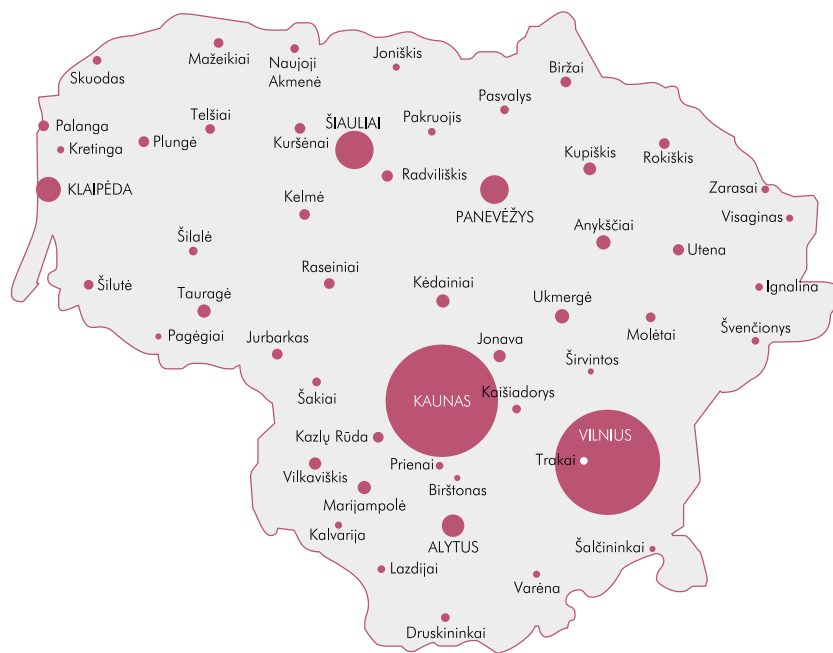 Mažeikiai
Naujoji
Akmenė
Joniškis
Skuodas
Biržai
Pasvalys
Telšiai
Palanga
ŠIAULIAI
Pakruojis
Kretinga
Plungė
Kuršėnai
Kupiškis
Rokiškis
Radviliškis
KLAIPĖDA
Zarasai
Kelmė
PANEVĖŽYS
Visaginas
Anykščiai
Šilalė
Utena
Raseiniai
Kėdainiai
Šilutė
Ignalina
Tauragė
Ukmergė
Pagėgiai
Jurbarkas
Jonava
Molėtai
Švenčionys
Širvintos
Šakiai
KAUNAS
Kaišiadorys
Kazlų Rūda
VILNIUS
Prienai
Trakai
Vilkaviškis
Birštonas
Marijampolė
Kalvarija
ALYTUS
Šalčininkai
Lazdijai
Varėna
Druskininkai